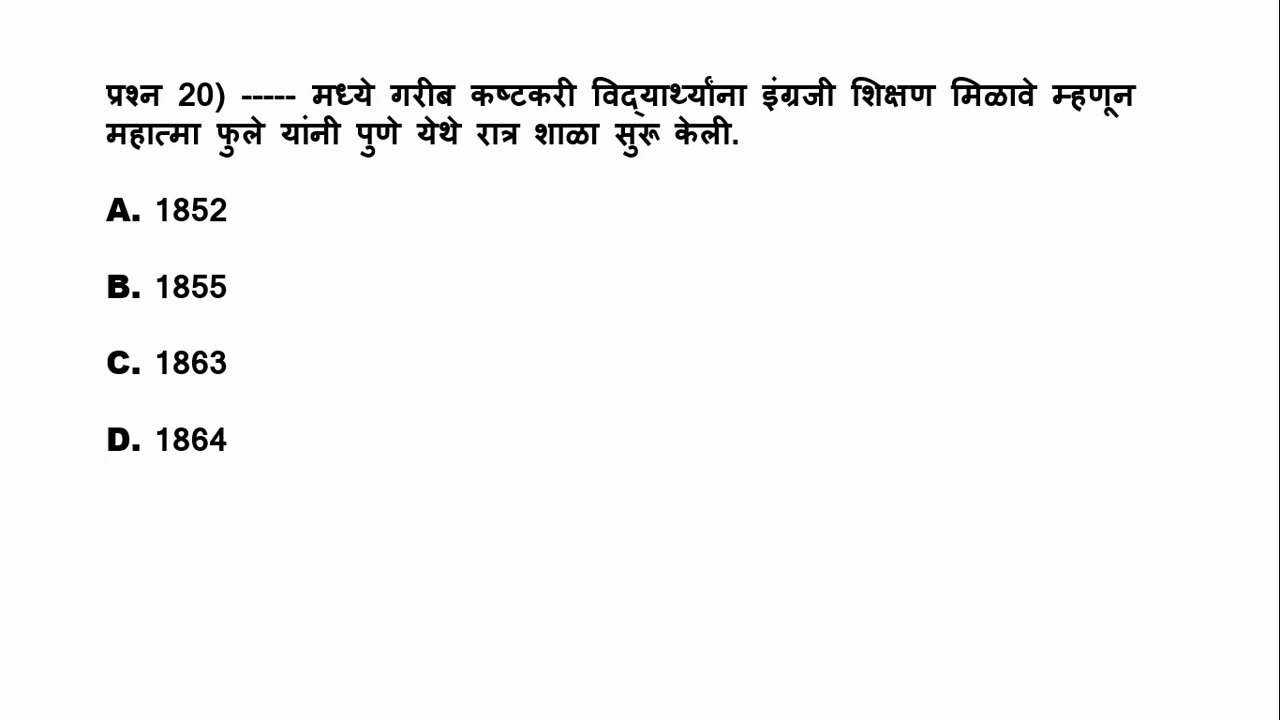 प्रश्न 20) ----- मध्ये गरीब कष्टकरी विद्यार्थ्यांना इंग्रजी शिक्षण मिळावे म्हणून
महात्मा फुले यांनी पुणे येथे रात्र शाळा सुरू केली.
A. 1852
B. 1855
C. 1863
D. 1864